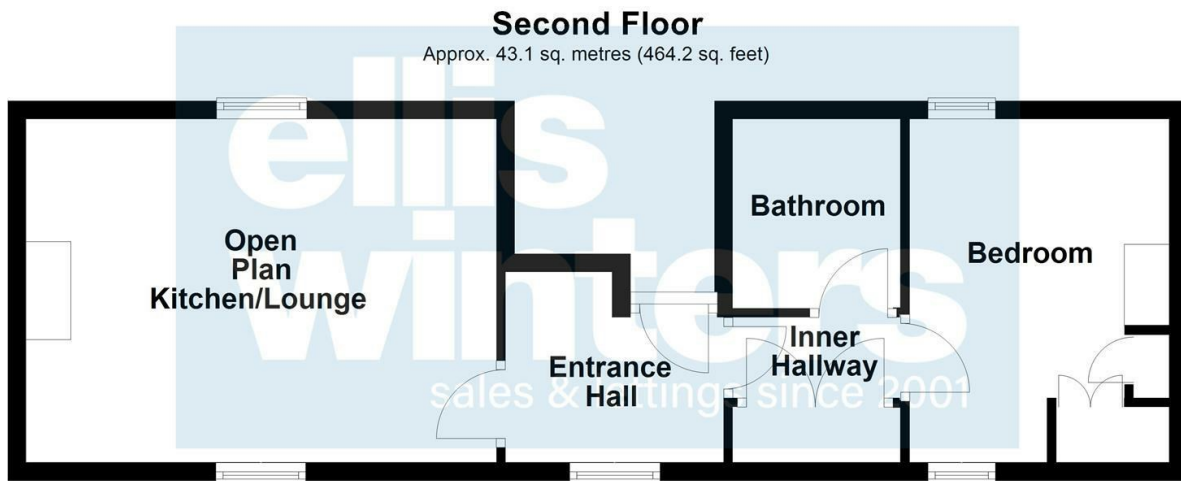 Second Floor
Approx. 43.1 sq. metres (464.2 sq. feet)
ellis
winters
sales & lettings since 2001
Open
Plan
Kitchen/Lounge
Entrance
Hall
Bathroom
Inner
Hallway
Bedroom